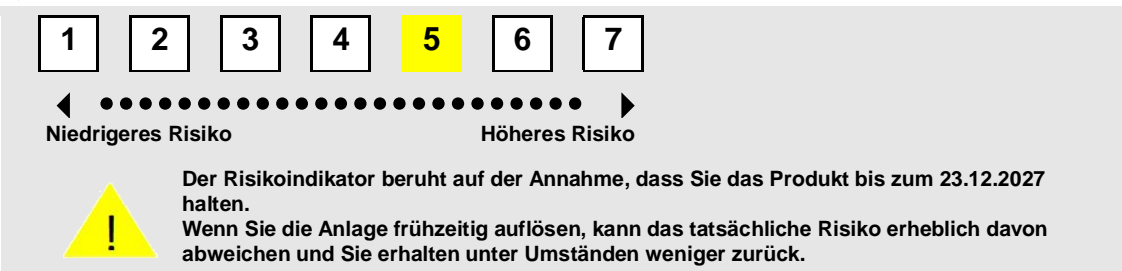 1 2 3 4 5 6 7
Niedrigeres Risiko Höheres Risiko
Der Risikoindikator beruht auf der Annahme, dass Sie das Produkt bis zum 23.12.2027
halten.
Wenn Sie die Anlage frühzeitig auflösen, kann das tatsächliche Risiko erheblich davon
abweichen und Sie erhalten unter Umständen weniger zurück.
!